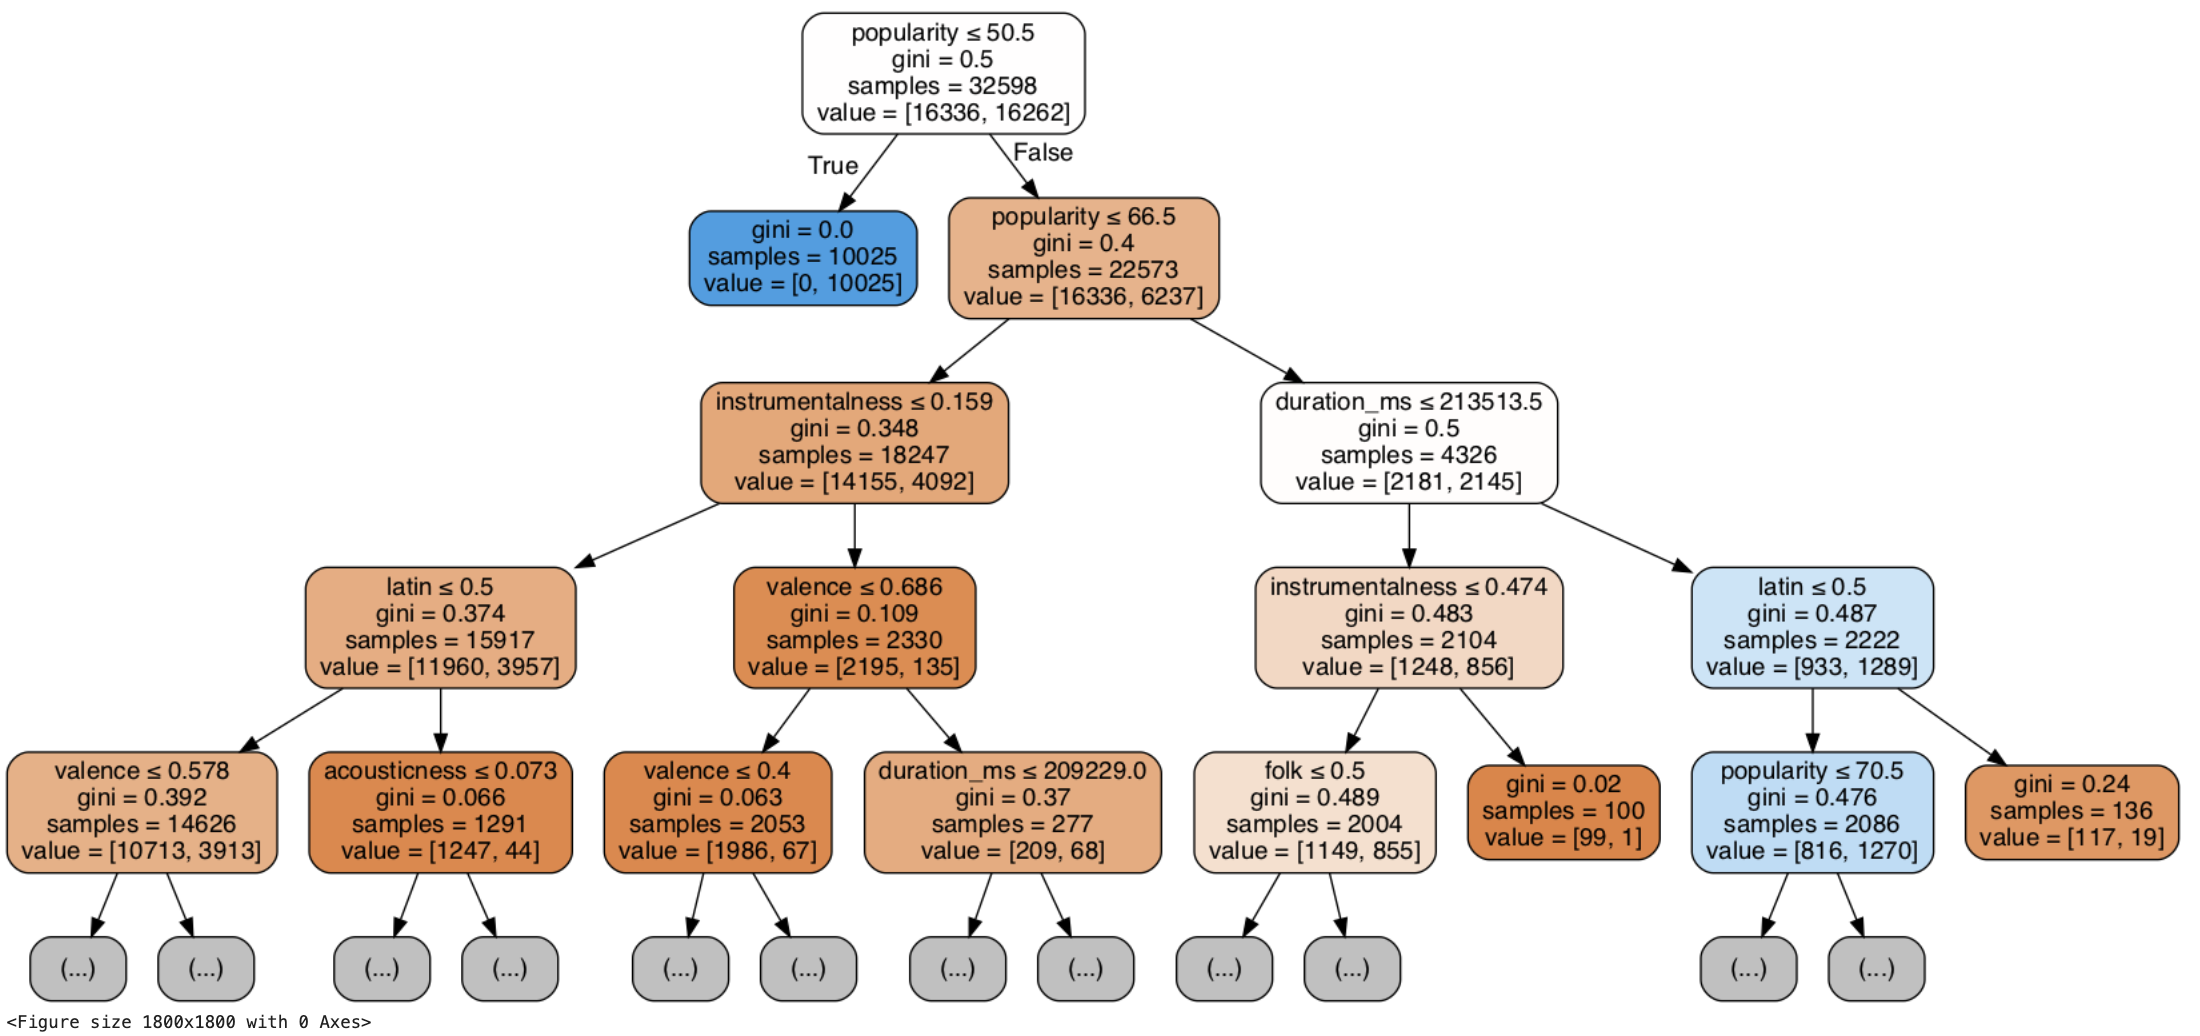 popularity ≤ 50.5
gini = 0.5
samples = 32598
value = [16336, 16262]
True
False
gini = 0.0
samples = 10025
value = [0, 10025]
popularity ≤ 66.5
gini = 0.4
samples = 22573
value = [16336, 6237]
instrumentalness ≤ 0.159
gini = 0.348
samples = 18247
value = [14155, 4092]
duration_ms ≤ 213513.5
gini = 0.5
samples = 4326
value = [2181, 2145]
latin ≤ 0.5
gini = 0.374
samples = 15917
value = [11960, 3957]
valence ≤ 0.686
gini = 0.109
samples = 2330
value = [2195, 135]
instrumentalness ≤ 0.474
gini = 0.483
samples = 2104
value = [1248, 856]
latin ≤ 0.5
gini = 0.487
samples = 2222
value = [933, 1289]
valence ≤ 0.578
gini = 0.392
samples = 14626
value = [10713, 3913]
acousticness ≤ 0.073
gini = 0.066
samples = 1291
value = [1247, 44]
valence ≤ 0.4
gini = 0.063
samples = 2053
value = [1986, 67]
duration_ms ≤ 209229.0
gini = 0.37
samples = 277
value = [209, 68]
folk ≤ 0.5
gini = 0.489
samples = 2004
value = [1149, 855]
gini = 0.02
samples = 100
value = [99, 1]
popularity ≤ 70.5
gini = 0.476
samples = 2086
value = [816, 1270]
gini = 0.24
samples = 136
value = [117, 19]
(...)
(...)
(...)
(...)
(...)
(...)
(...)
(...)
(...)
(...)
(...)
(...)
<Figure size 1800x1800 with 0 Axes>